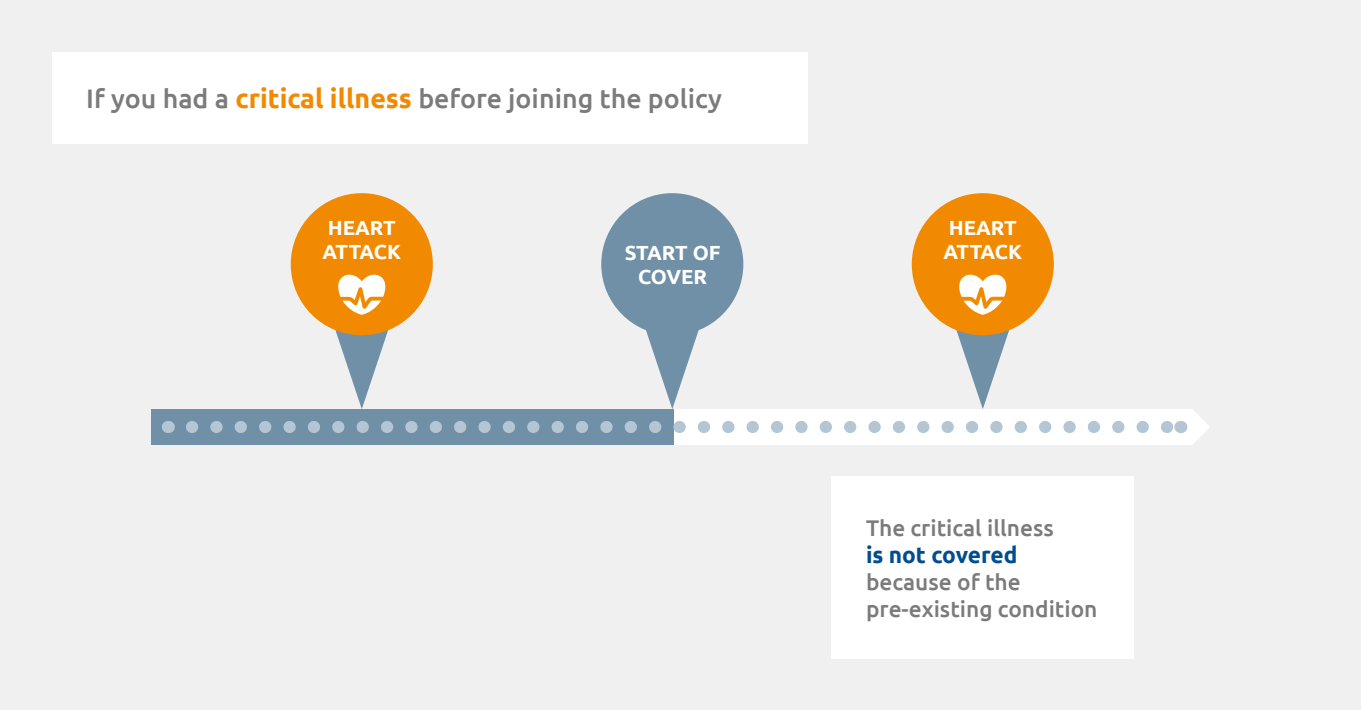 If you had a critical illness before joining the policy
HEART
ATTACK
START OF
COVER
HEART
ATTACK
The critical illness
is not covered
because of the
pre-existing condition